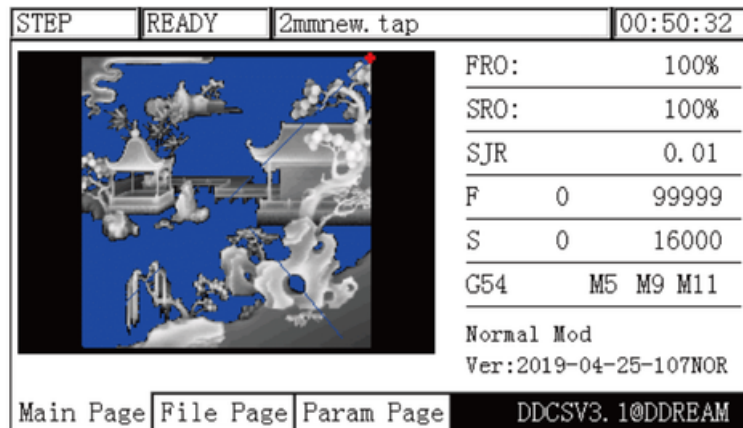 STEP READY 2mmnew.tap 00:50:32
FRO: 100%
SRO: 100%
SJR 0.01
F 0 99999
S 0 16000
G54 M5 M9 M11
Normal Mod
Ver:2019-04-25-107NOR
Main Page File Page Param Page DDCSV3.1@DDREAM